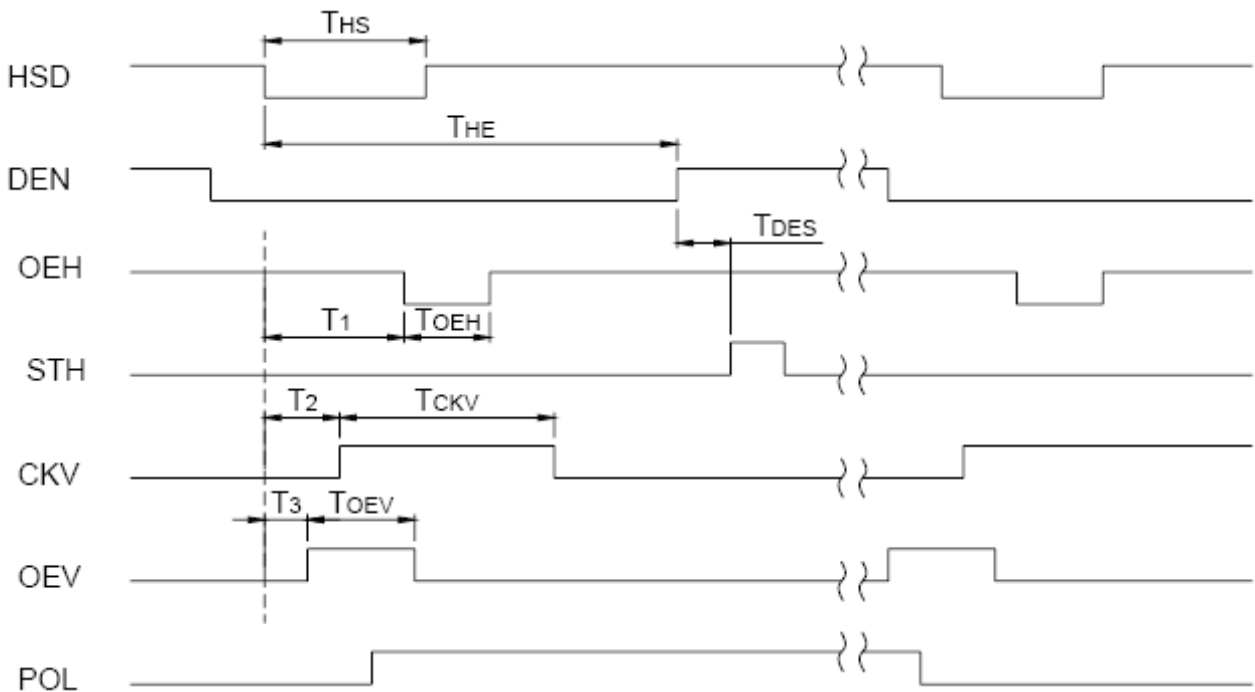 THS
HSD
THE
DEN
TDES
OEH
T1 TOEH
STH
T2 TCKV
CKV
T3 TOEV
OEV
POL